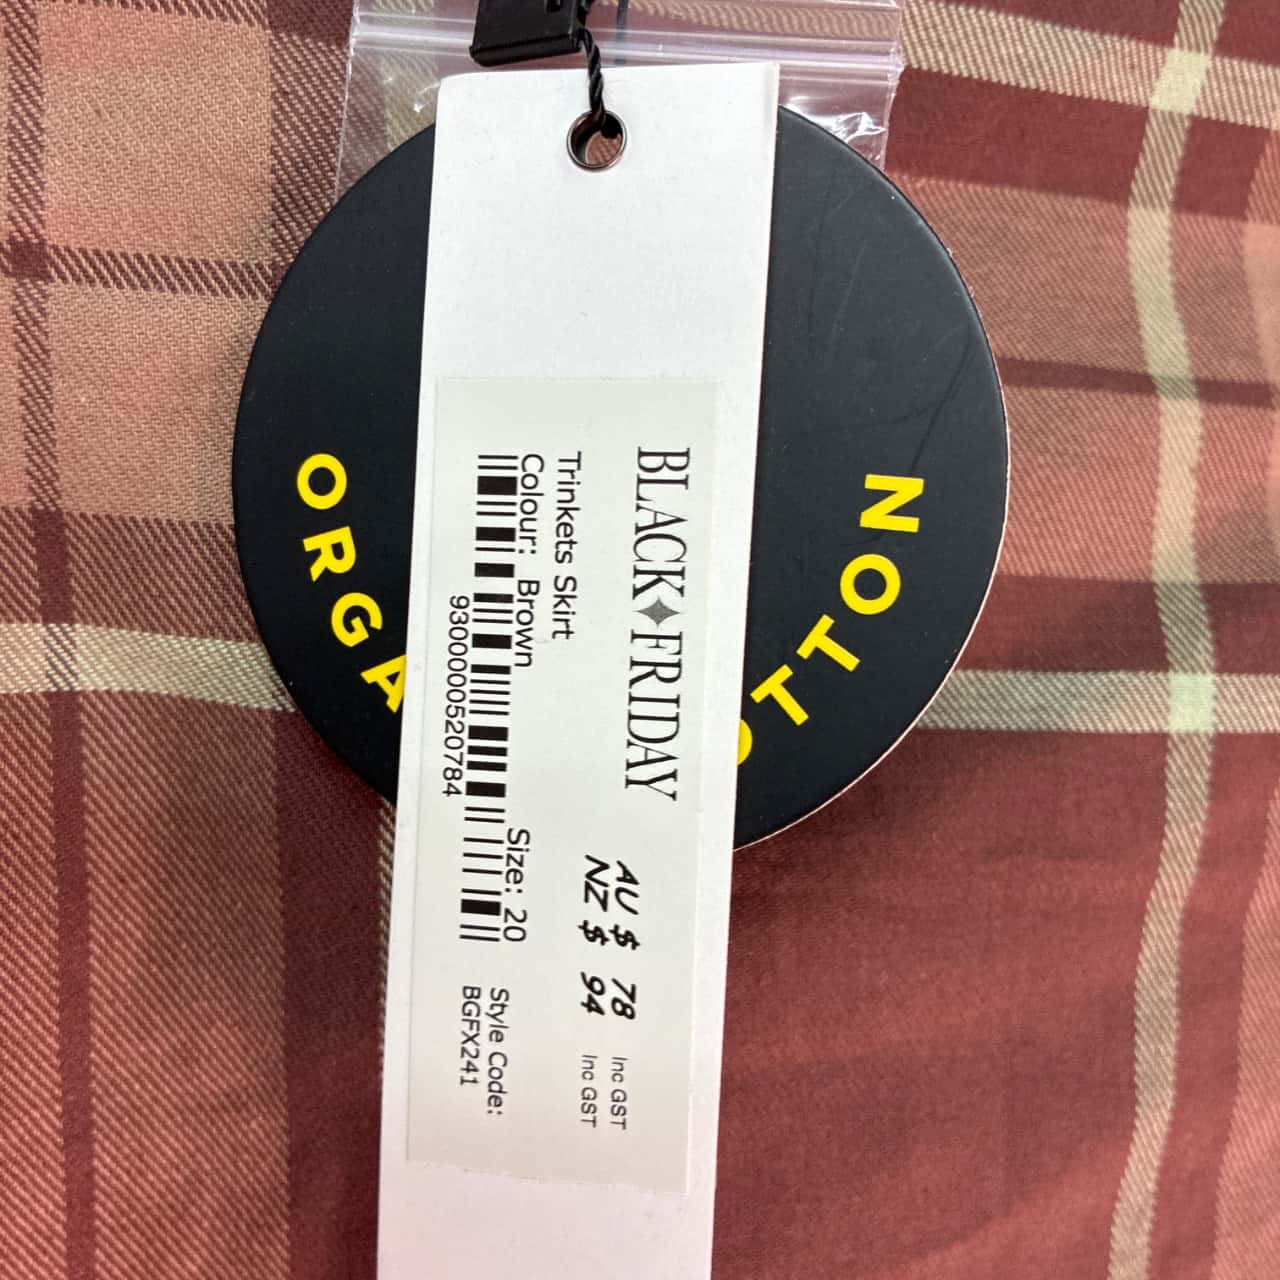 BLACK FRIDAY
AU $ 78 Inc GST
NZ $ 94 Inc GST
Trinkets Skirt
Colour: Brown
Size: 20
Style Code:
BGFX241
9300000520784
ORGA
OTTON